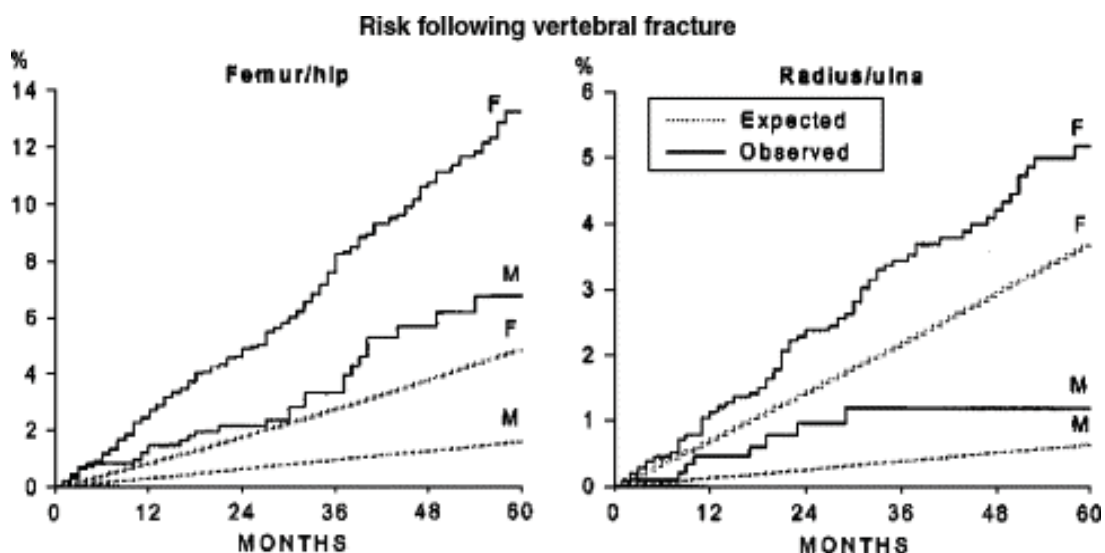 Risk following vertebral fracture
%
Femur/hip
14
12
10
8
6
4
2
0
F
M
F
M
0 12 24 36 48 60
MONTHS
%
Radius/ulna
6
5
4
3
2
1
0
Expected
Observed
F
F
M
M
0 12 24 36 48 60
MONTHS